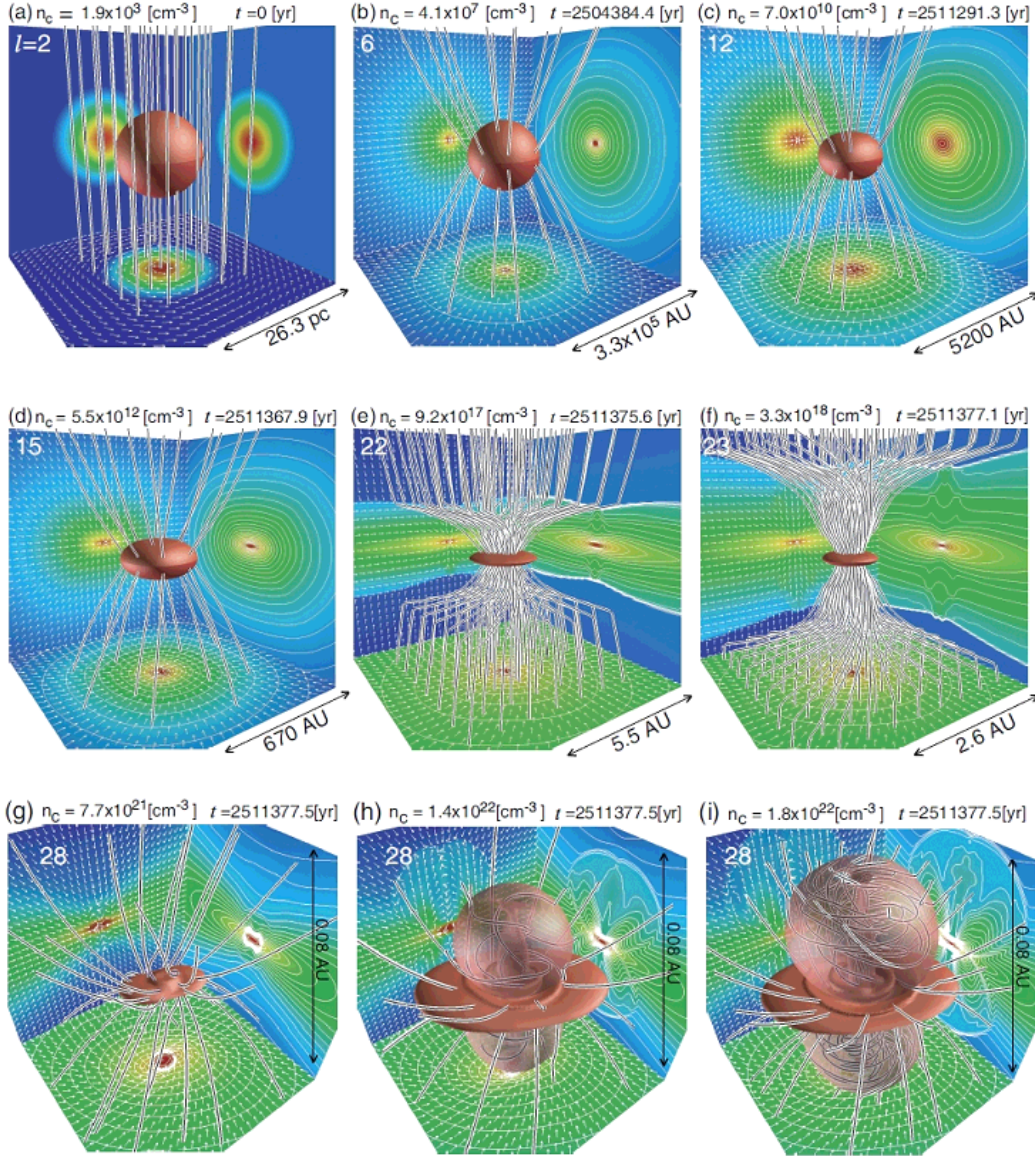 (a) n_c = 1.9x10^3 [cm^-3] t=0 [yr]
l=2
26.3 pc
(b) n_c = 4.1x10^7 [cm^-3] t=2504384.4 [yr]
6
3.3x10^5 AU
(c) n_c = 7.0x10^10 [cm^-3] t=2511291.3 [yr]
12
5200 AU
(d) n_c = 5.5x10^12 [cm^-3] t=2511367.9 [yr]
15
670 AU
(e) n_c = 9.2x10^17 [cm^-3] t=2511375.6 [yr]
22
5.5 AU
(f) n_c = 3.3x10^18 [cm^-3] t=2511377.1 [yr]
23
2.6 AU
(g) n_c = 7.7x10^21 [cm^-3] t=2511377.5 [yr]
28
0.08 AU
(h) n_c = 1.4x10^22 [cm^-3] t=2511377.5 [yr]
28
0.08 AU
(i) n_c = 1.8x10^22 [cm^-3] t=2511377.5 [yr]
28
0.08 AU